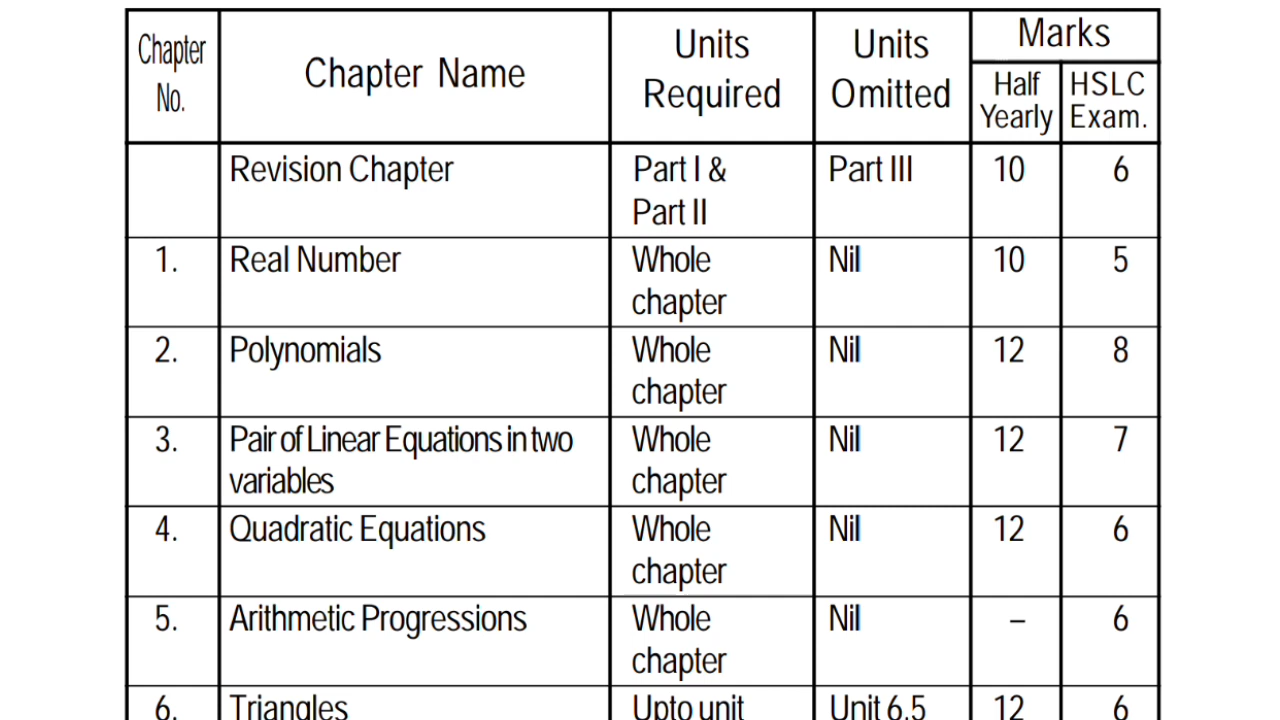 Chapter No. Chapter Name Units Required Units Omitted Marks
Half Yearly HSLC Exam.
Revision Chapter Part I & Part III 10 6
Part II
1. Real Number Whole Nil 10 5
chapter
2. Polynomials Whole Nil 12 8
chapter
3. Pair of Linear Equations in two Whole Nil 12 7
variables chapter
4. Quadratic Equations Whole Nil 12 6
chapter
5. Arithmetic Progressions Whole Nil – 6
chapter
6. Triangles Upto unit Unit 6.5 12 6